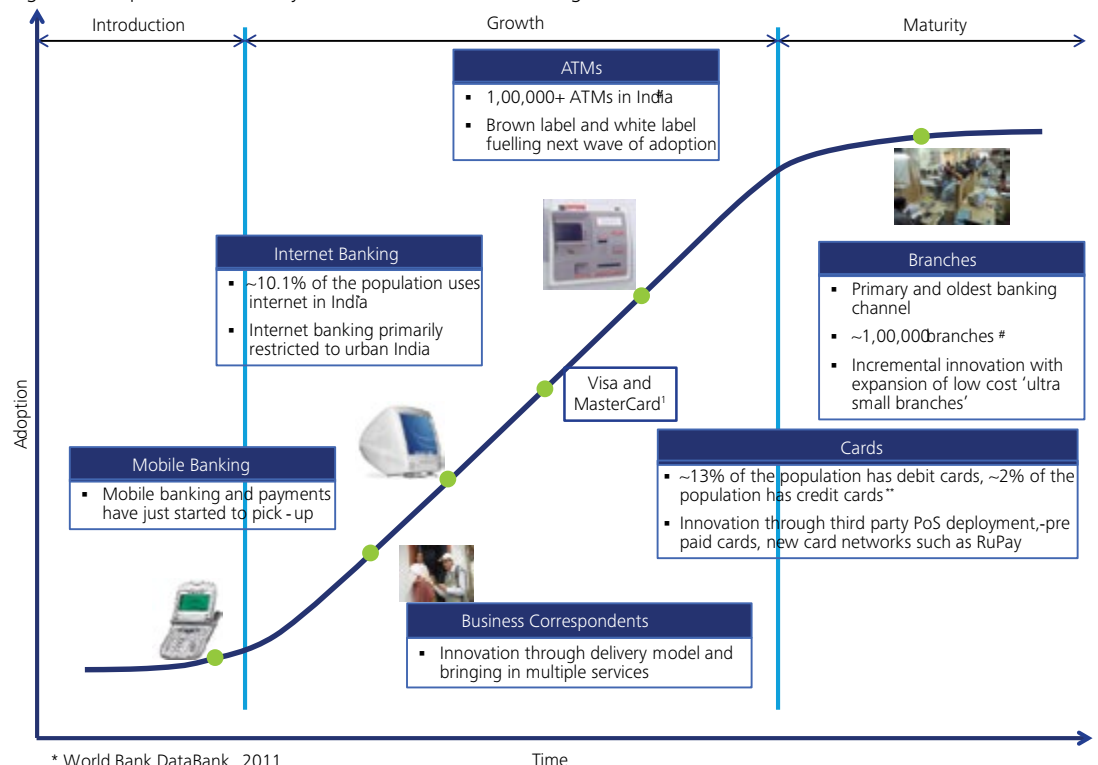 Introduction
Growth
Maturity
ATMs
▪ 1,00,000+ ATMs in India#
▪ Brown label and white label
fuelling next wave of adoption
Internet Banking
▪ ~10.1% of the population uses
internet in India*
▪ Internet banking primarily
restricted to urban India
Branches
▪ Primary and oldest banking
channel
▪ ~1,00,000 branches #
▪ Incremental innovation with
expansion of low cost ‘ultra
small branches’
Visa and
MasterCard¹
Adoption
Mobile Banking
▪ Mobile banking and payments
have just started to pick-up
Cards
▪ ~13% of the population has debit cards, ~2% of the
population has credit cards**
▪ Innovation through third party PoS deployment,-pre
paid cards, new card networks such as RuPay
Business Correspondents
▪ Innovation through delivery model and
bringing in multiple services
* World Bank DataBank, 2011
Time